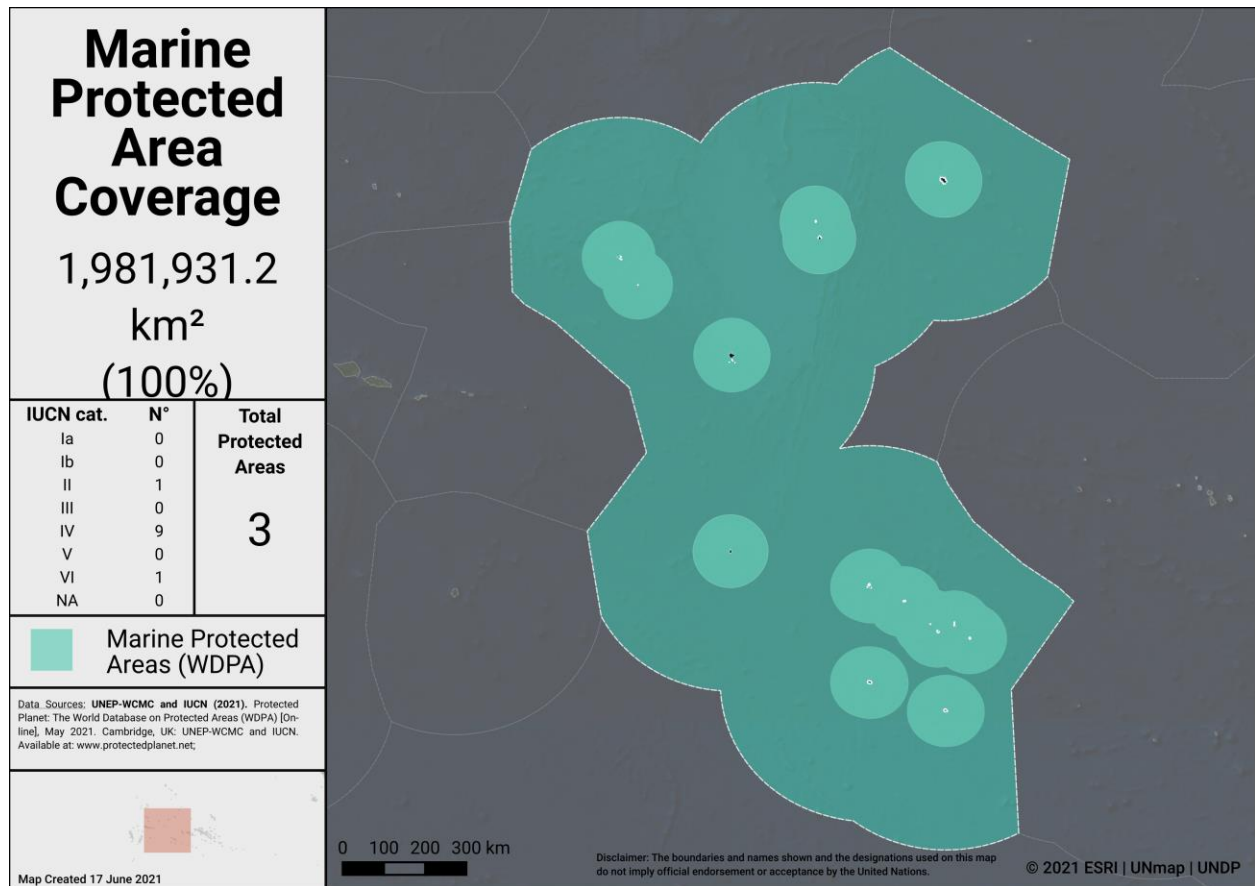 Marine
Protected
Area
Coverage
1,981,931.2
km²
(100%)
IUCN cat. N°
Ia 0
Ib 0
II 1
III 0
IV 9
V 0
VI 1
NA 0
Total
Protected
Areas
3
Marine Protected
Areas (WDPA)
Data Sources: UNEP-WCMC and IUCN (2021). Protected
Planet: The World Database on Protected Areas (WDPA) [On-
line], May 2021. Cambridge, UK: UNEP-WCMC and IUCN.
Available at: www.protectedplanet.net;
Map Created 17 June 2021
0 100 200 300 km
Disclaimer: The boundaries and names shown and the designations used on this map
do not imply official endorsement or acceptance by the United Nations.
© 2021 ESRI | UNmap | UNDP